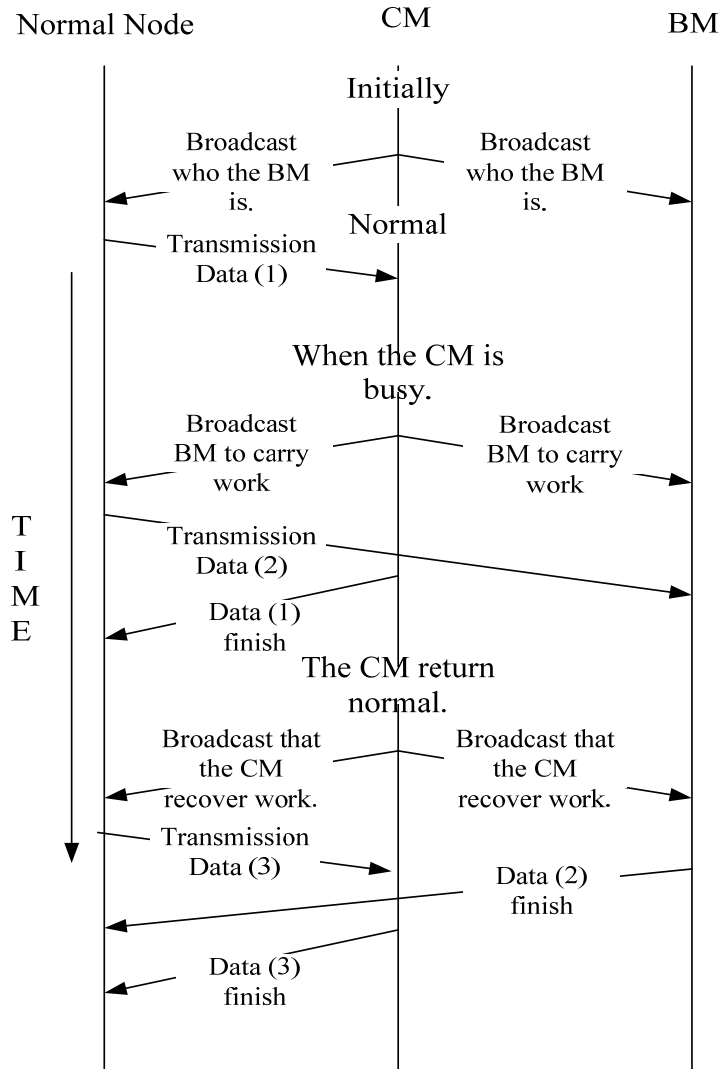 Normal Node
CM
BM
Initially
Broadcast
who the BM
is.
Broadcast
who the BM
is.
Normal
Transmission
Data (1)
When the CM is
busy.
Broadcast
BM to carry
work
Broadcast
BM to carry
work
T
I
M
E
Transmission
Data (2)
Data (1)
finish
The CM return
normal.
Broadcast that
the CM
recover work.
Broadcast that
the CM
recover work.
Transmission
Data (3)
Data (2)
finish
Data (3)
finish